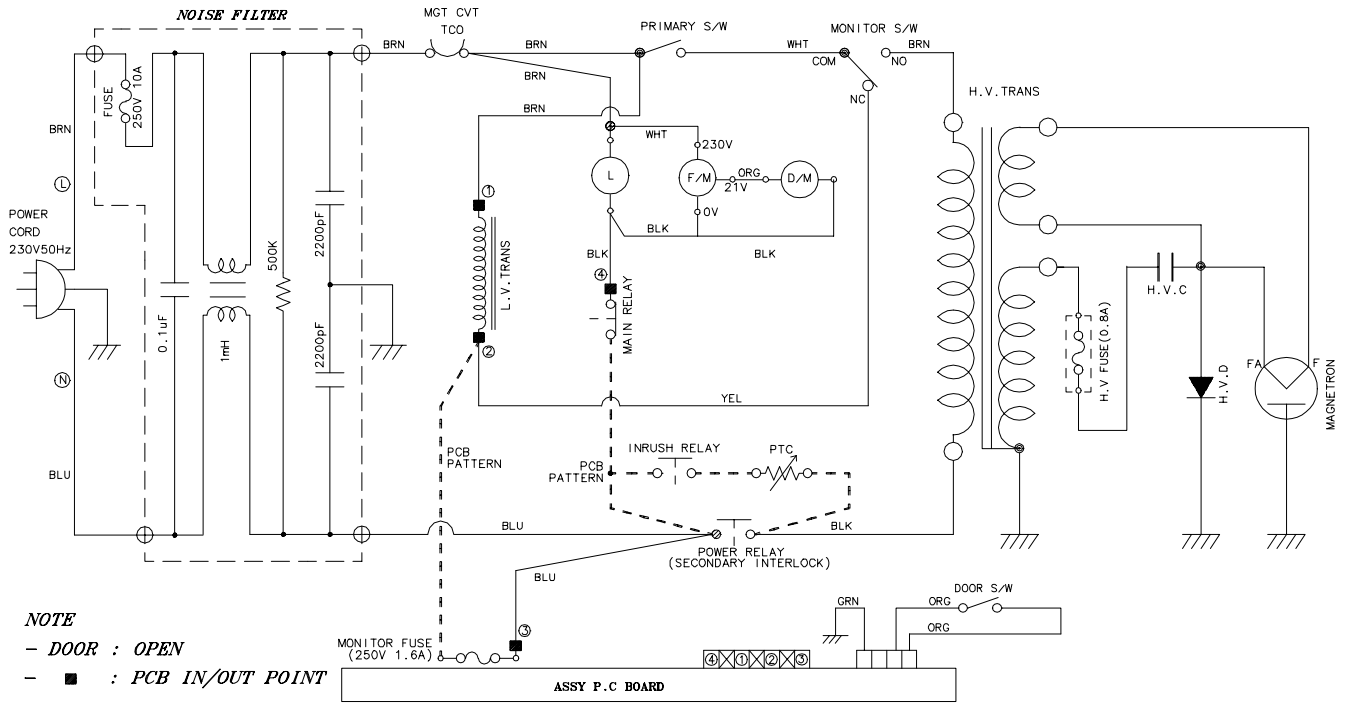 NOISE FILTER
MGT CVT
TCO
PRIMARY S/W
MONITOR S/W
BRN
BRN
WHT
BRN
COM
NO
BRN
NC
H.V.TRANS
FUSE
250V 10A
BRN
BRN
WHT
230V
L
F/M
ORG
21V
D/M
0V
L
1
POWER
CORD
230V50Hz
2200pF
500K
BLK
BLK
BLK
4
L.V.TRANS
MAIN RELAY
H.V.C
0.1uF
1mH
2200pF
2
N
H.V FUSE(0.8A)
H.V.D
FA
F
MAGNETRON
YEL
PCB
PATTERN
INRUSH RELAY
PTC
PCB
PATTERN
BLU
BLU
BLK
POWER RELAY
(SECONDARY INTERLOCK)
BLU
DOOR S/W
GRN
ORG
ORG
NOTE
- DOOR : OPEN
- ■ : PCB IN/OUT POINT
MONITOR FUSE
(250V 1.6A)
3
4 1 2 3
ASSY P.C BOARD